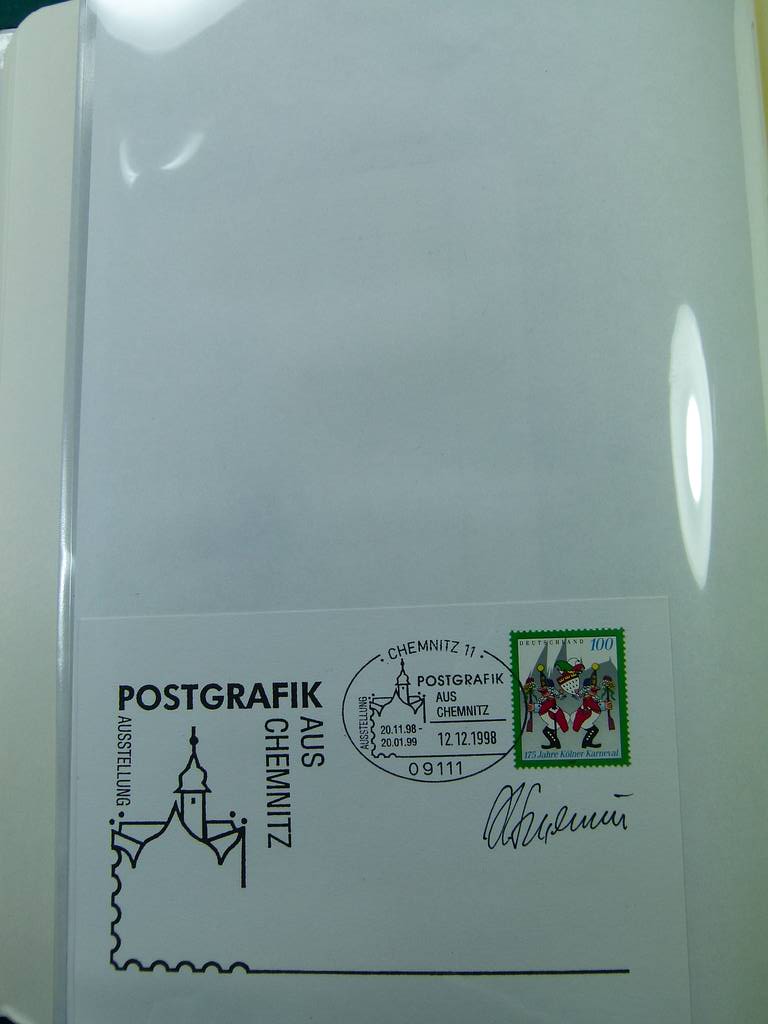 POSTGRAFIK
AUS
CHEMNITZ
AUSSTELLUNG
· CHEMNITZ 11 ·
POSTGRAFIK
AUS
CHEMNITZ
AUSSTELLUNG
20.11.98 -
20.01.99
12.12.1998
09111
DEUTSCHLAND 100
175 Jahre Kölner Karneval